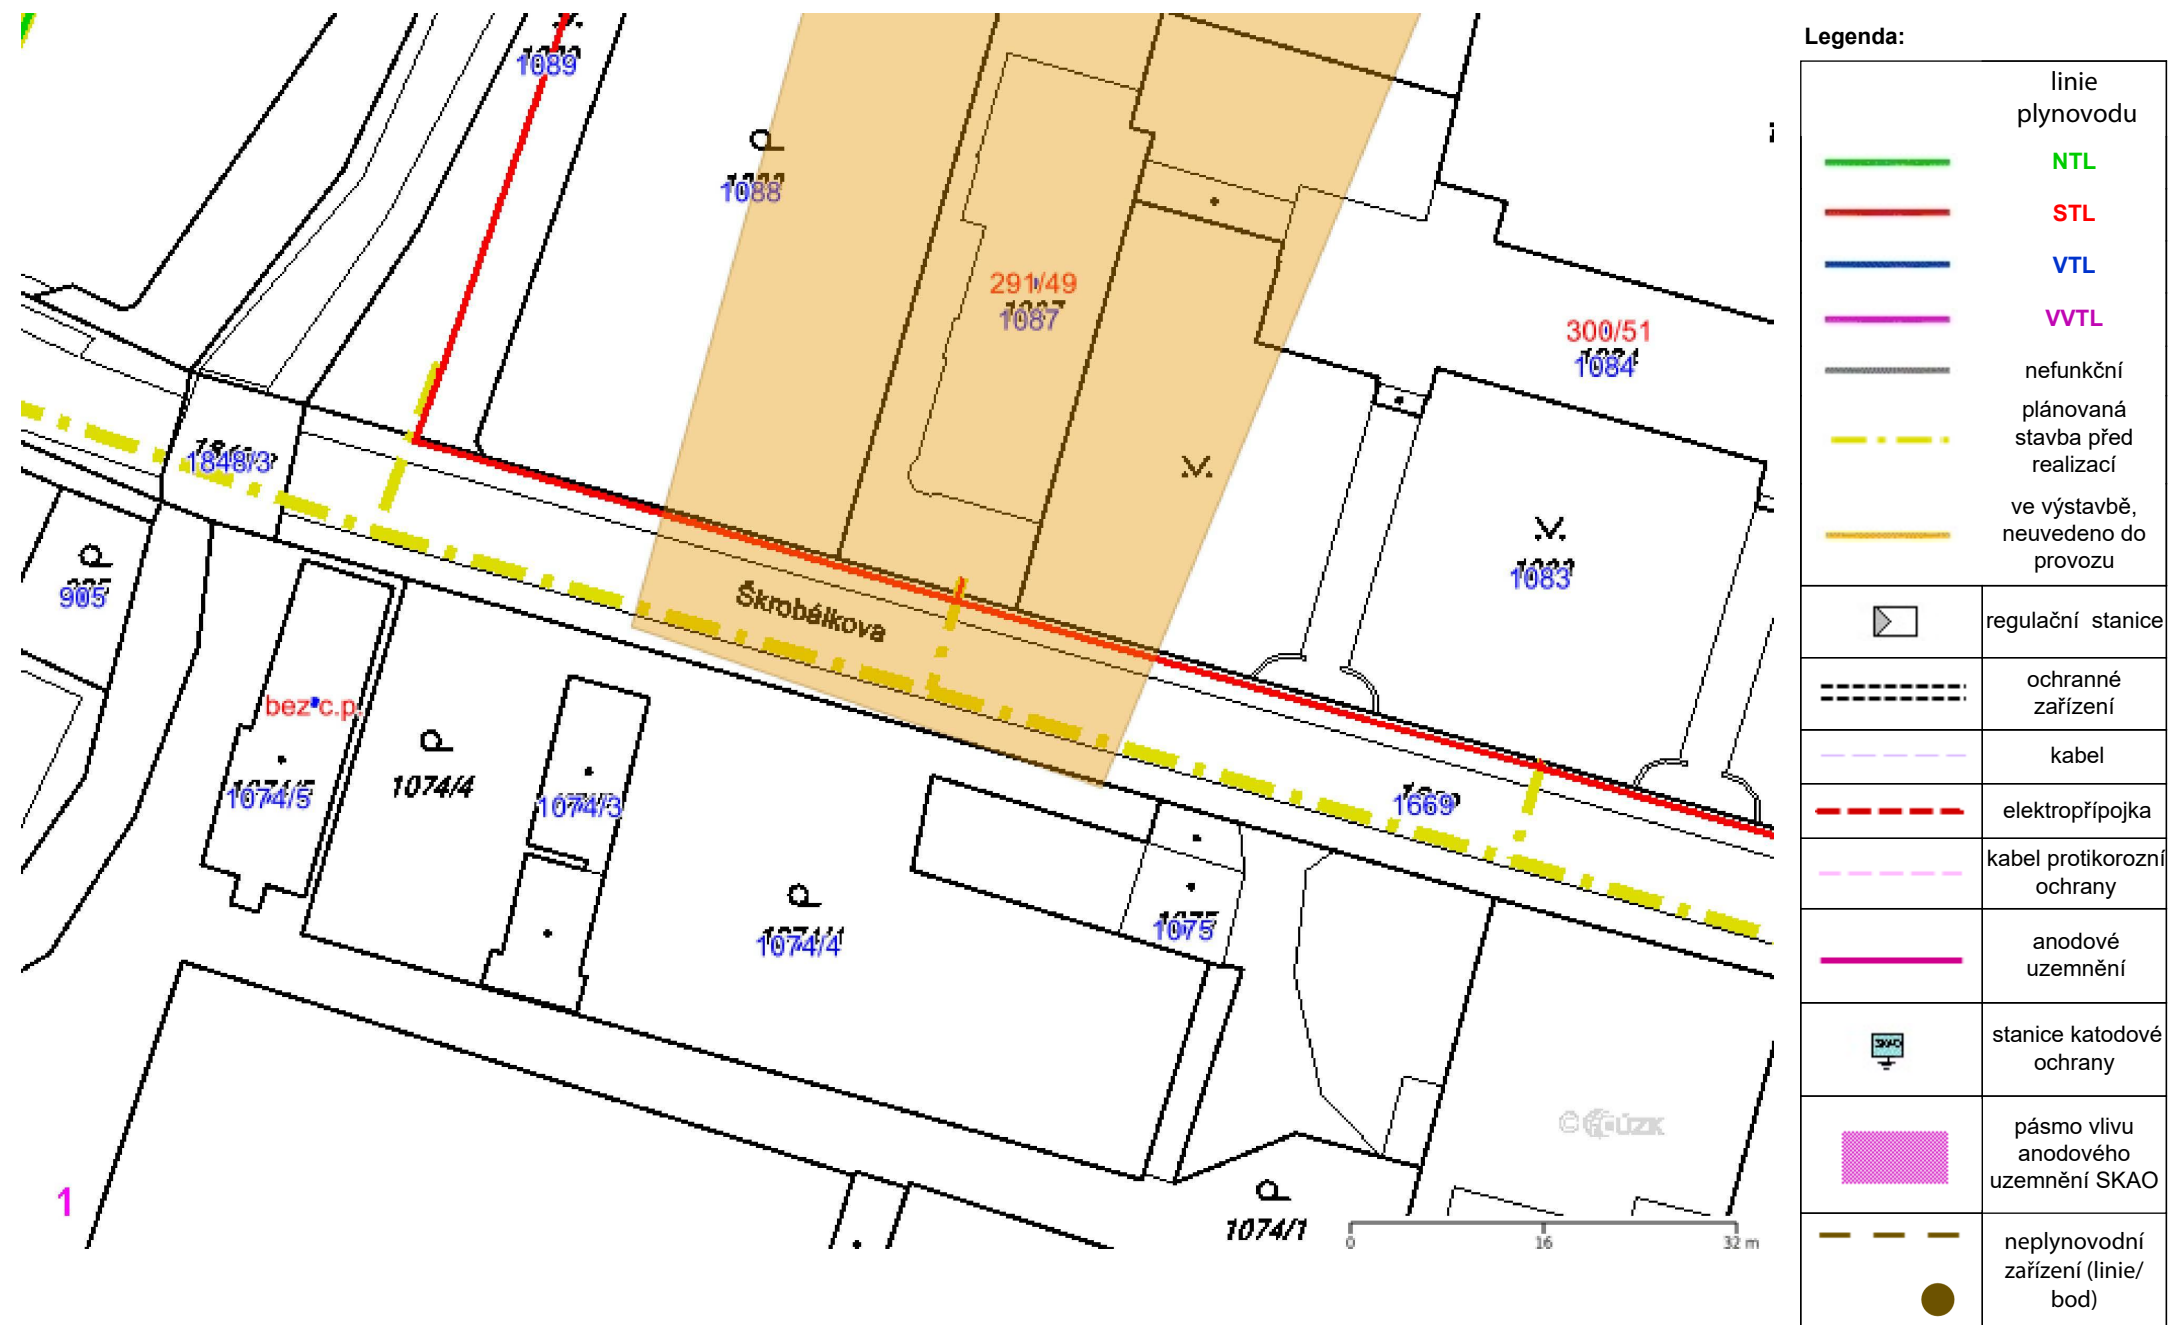 1089
1088
291/49
1087
300/51
1084
1848/3
905
1083
Škrobálkova
bez č.p.
1074/5
1074/4
1074/3
1669
1074/4
1075
1074/1
1
0 16 32 m
Legenda:
linie
plynovodu
NTL
STL
VTL
VVTL
nefunkční
plánovaná
stavba před
realizací
ve výstavbě,
neuvedeno do
provozu
regulační stanice
ochranné
zařízení
kabel
elektropřípojka
kabel protikorozní
ochrany
anodové
uzemnění
SKAO
stanice katodové
ochrany
pásmo vlivu
anodového
uzemnění SKAO
neplynovodní
zařízení (linie/
bod)